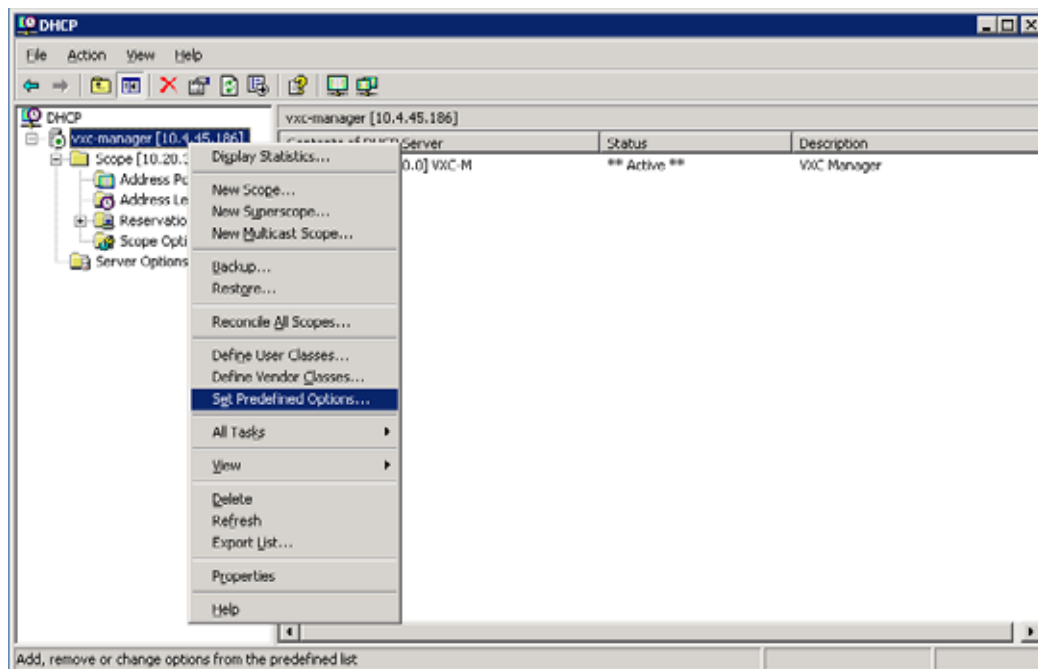 DHCP
File Action View Help
DHCP
vxc-manager [10.4.45.186]
vxc-manager [10.4.45.186]
Server Status Description
Scope [10.20.
0.0] VXC-M ** Active ** VXC Manager
Address Po
Address Le
Reservatio
Scope Opti
Server Options
Display Statistics...
New Scope...
New Superscope...
New Multicast Scope...
Backup...
Restore...
Reconcile All Scopes...
Define User Classes...
Define Vendor Classes...
Set Predefined Options...
All Tasks
View
Delete
Refresh
Export List...
Properties
Help
Add, remove or change options from the predefined list